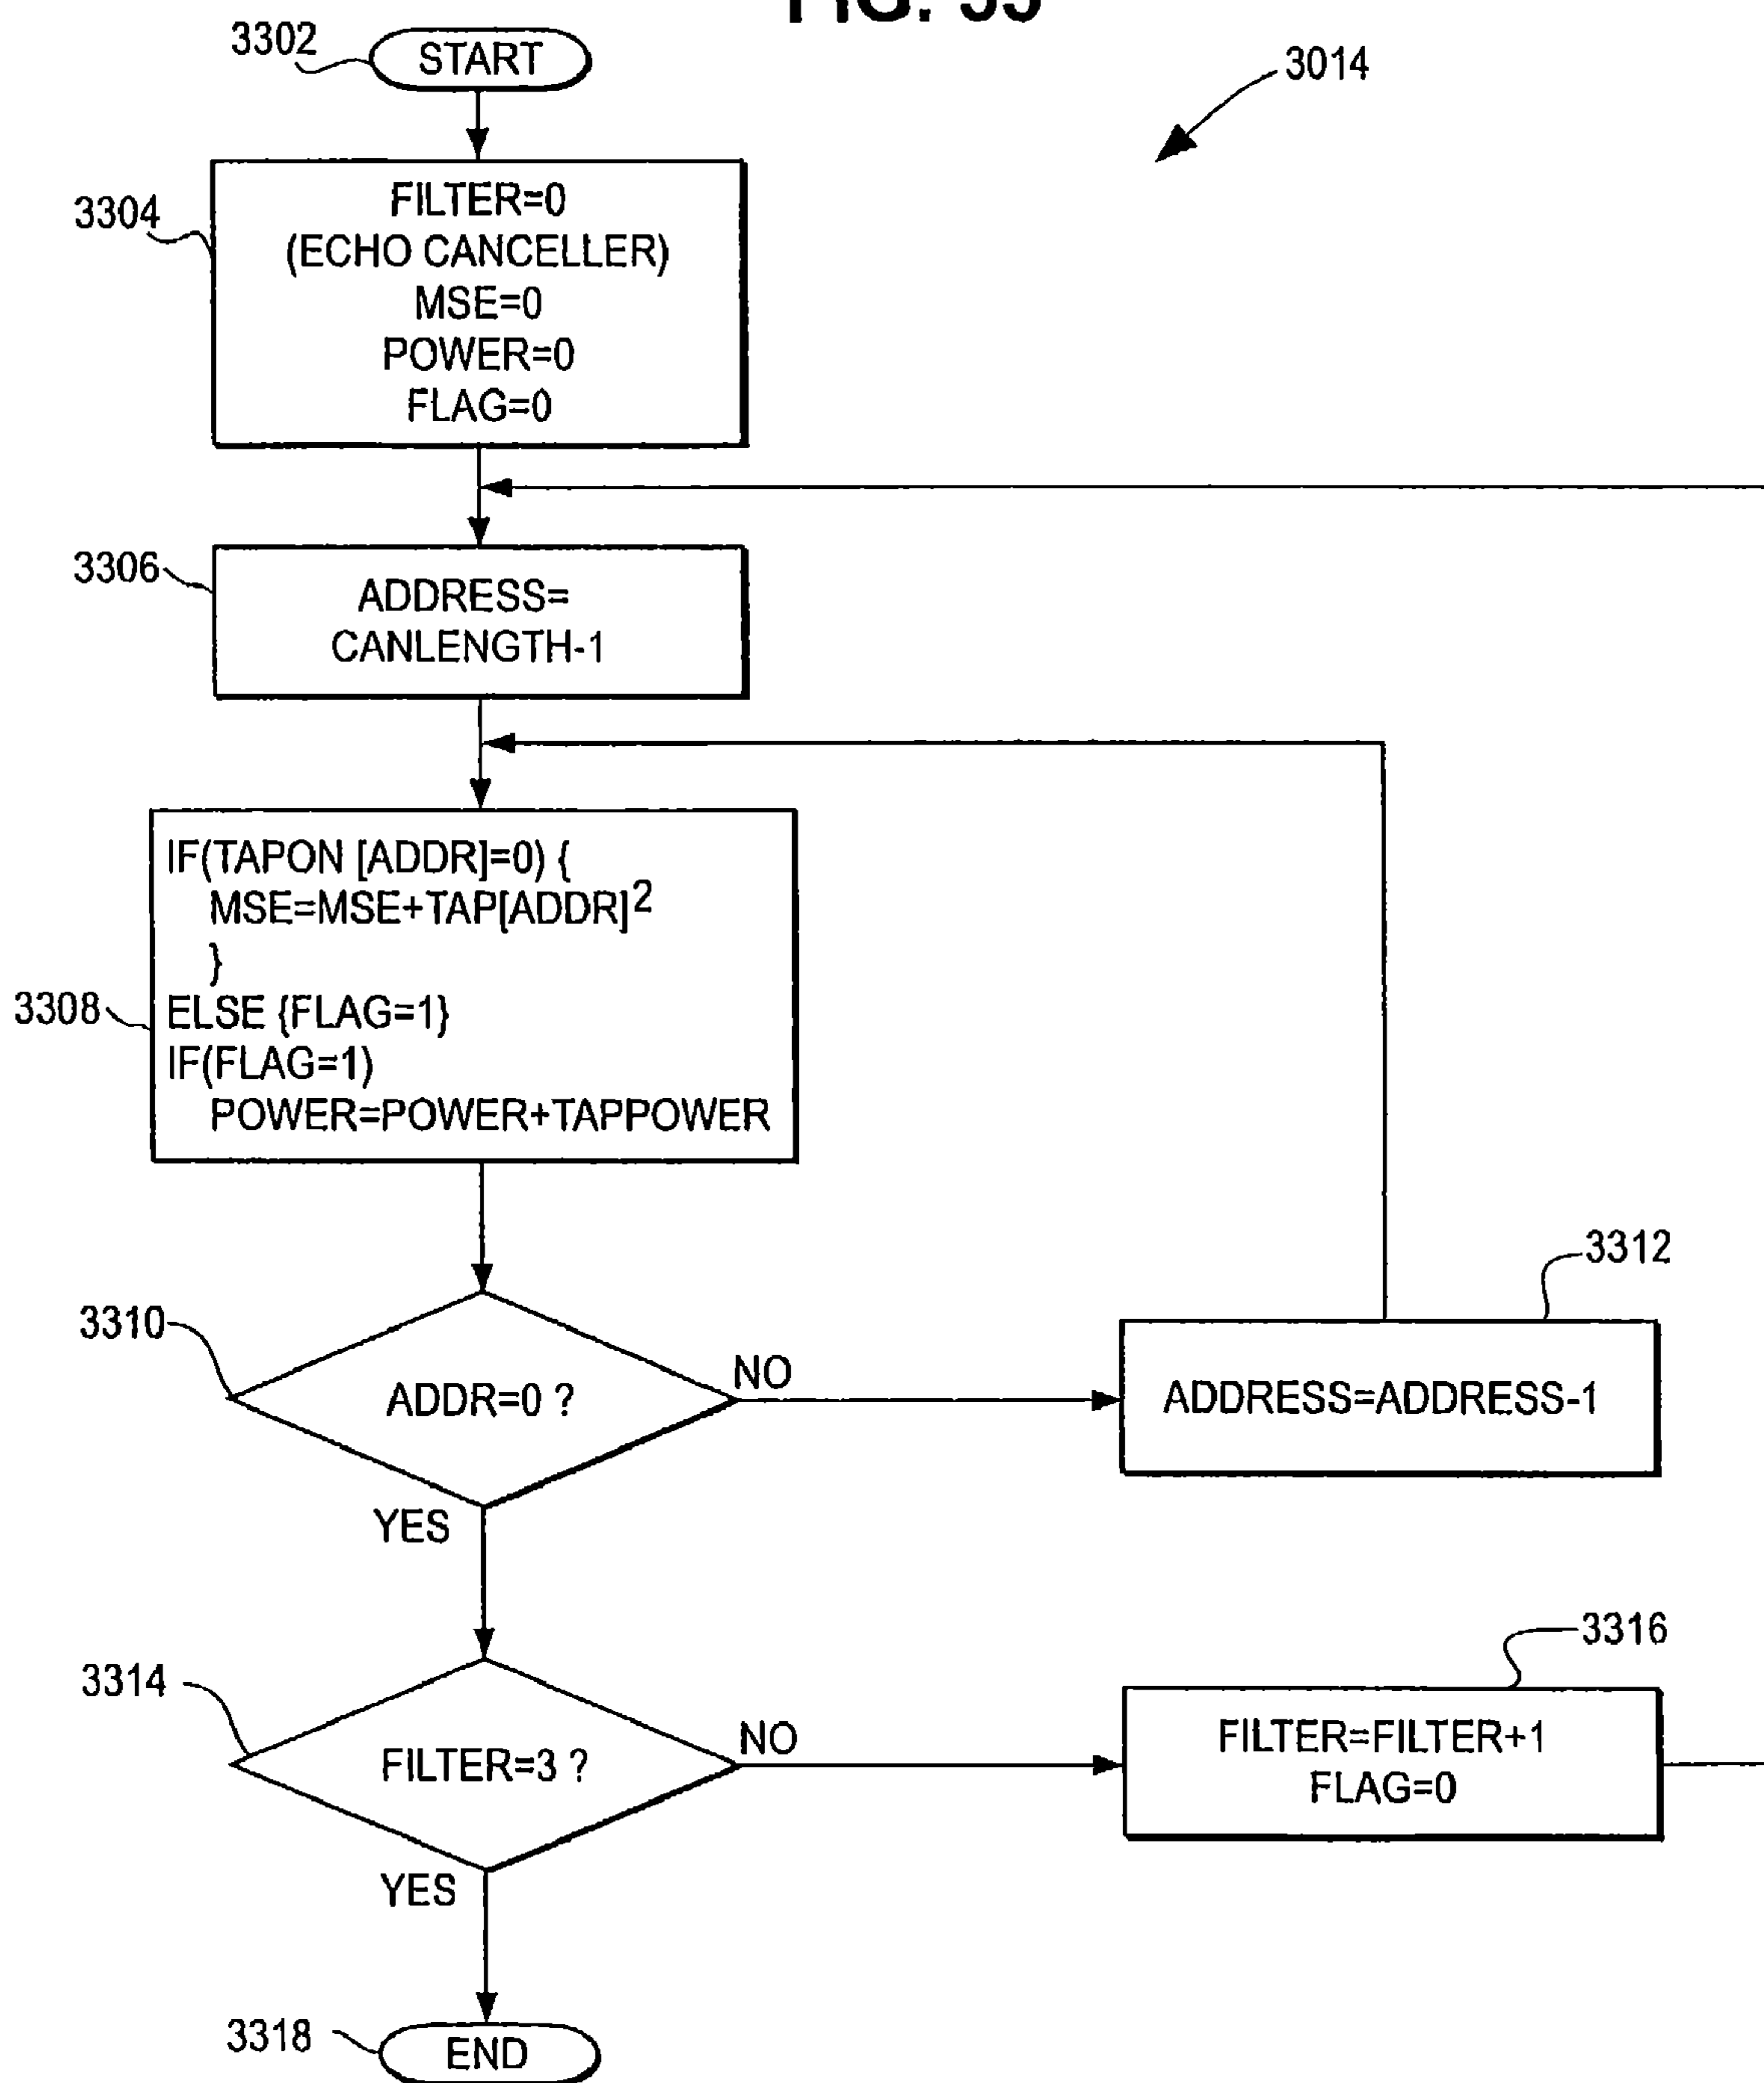 FIG. 33
3302
START
3014
3304
FILTER=0
(ECHO CANCELLER)
MSE=0
POWER=0
FLAG=0
3306
ADDRESS=
CANLENGTH-1
3308
IF(TAPON [ADDR]=0) {
MSE=MSE+TAP[ADDR]²
}
ELSE {FLAG=1}
IF(FLAG=1)
POWER=POWER+TAPPOWER
3310
ADDR=0 ?
NO
3312
ADDRESS=ADDRESS-1
YES
3314
FILTER=3 ?
NO
3316
FILTER=FILTER+1
FLAG=0
YES
3318
END